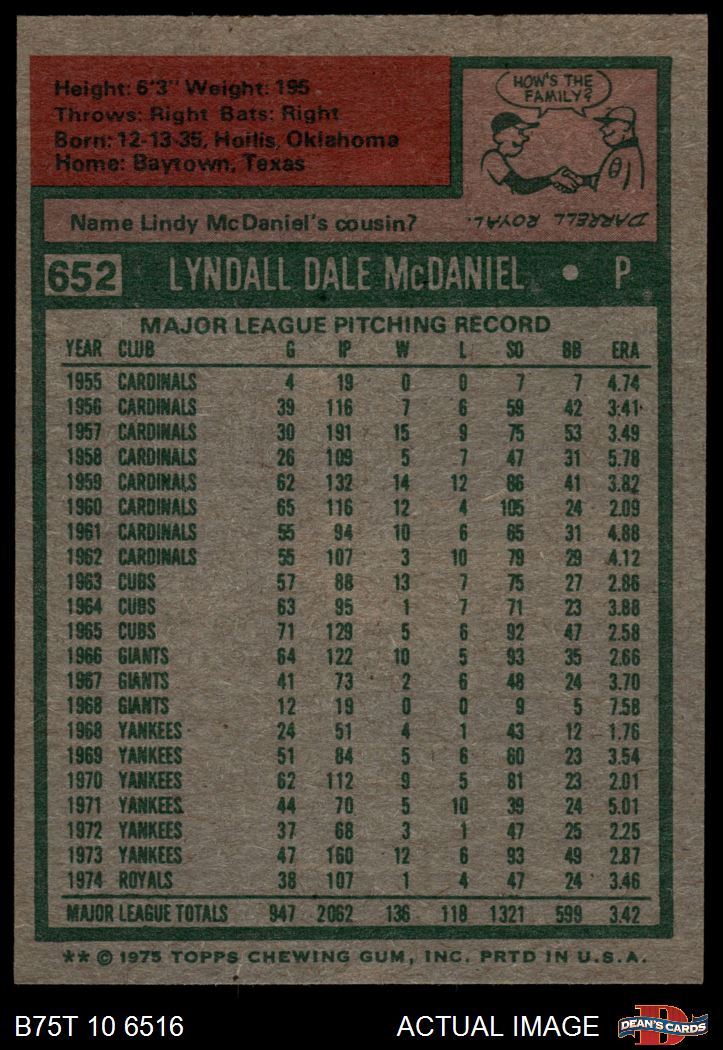 Height: 6'3" Weight: 195
Throws: Right Bats: Right
Born: 12-13-35, Hollis, Oklahoma
Home: Baytown, Texas
HOW'S THE
FAMILY?
DARRELL ROYAL.
Name Lindy McDaniel's cousin?
652 LYNDALL DALE McDANIEL • P
MAJOR LEAGUE PITCHING RECORD
YEAR CLUB G IP W L SO BB ERA
1955 CARDINALS 4 19 0 0 7 7 4.74
1956 CARDINALS 39 116 7 6 59 42 3.41
1957 CARDINALS 30 191 15 9 75 53 3.49
1958 CARDINALS 26 109 5 7 47 31 5.78
1959 CARDINALS 62 132 14 12 86 41 3.82
1960 CARDINALS 65 116 12 4 105 24 2.09
1961 CARDINALS 55 94 10 6 65 31 4.88
1962 CARDINALS 55 107 3 10 79 29 4.12
1963 CUBS 57 88 13 7 75 27 2.86
1964 CUBS 63 95 1 7 71 23 3.88
1965 CUBS 71 129 5 6 92 47 2.58
1966 GIANTS 64 122 10 5 93 35 2.66
1967 GIANTS 41 73 2 6 48 24 3.70
1968 GIANTS 12 19 0 0 9 5 7.58
1968 YANKEES 24 51 4 1 43 12 1.76
1969 YANKEES 51 84 5 6 60 23 3.54
1970 YANKEES 62 112 9 5 81 23 2.01
1971 YANKEES 44 70 5 10 39 24 5.01
1972 YANKEES 37 68 3 1 47 25 2.25
1973 YANKEES 47 160 12 6 93 49 2.87
1974 ROYALS 38 107 1 4 47 24 3.46
MAJOR LEAGUE TOTALS 947 2062 136 118 1321 599 3.42
** © 1975 TOPPS CHEWING GUM, INC. PRTD IN U.S.A.
B75T 10 6516 ACTUAL IMAGE DEAN'S CARDS